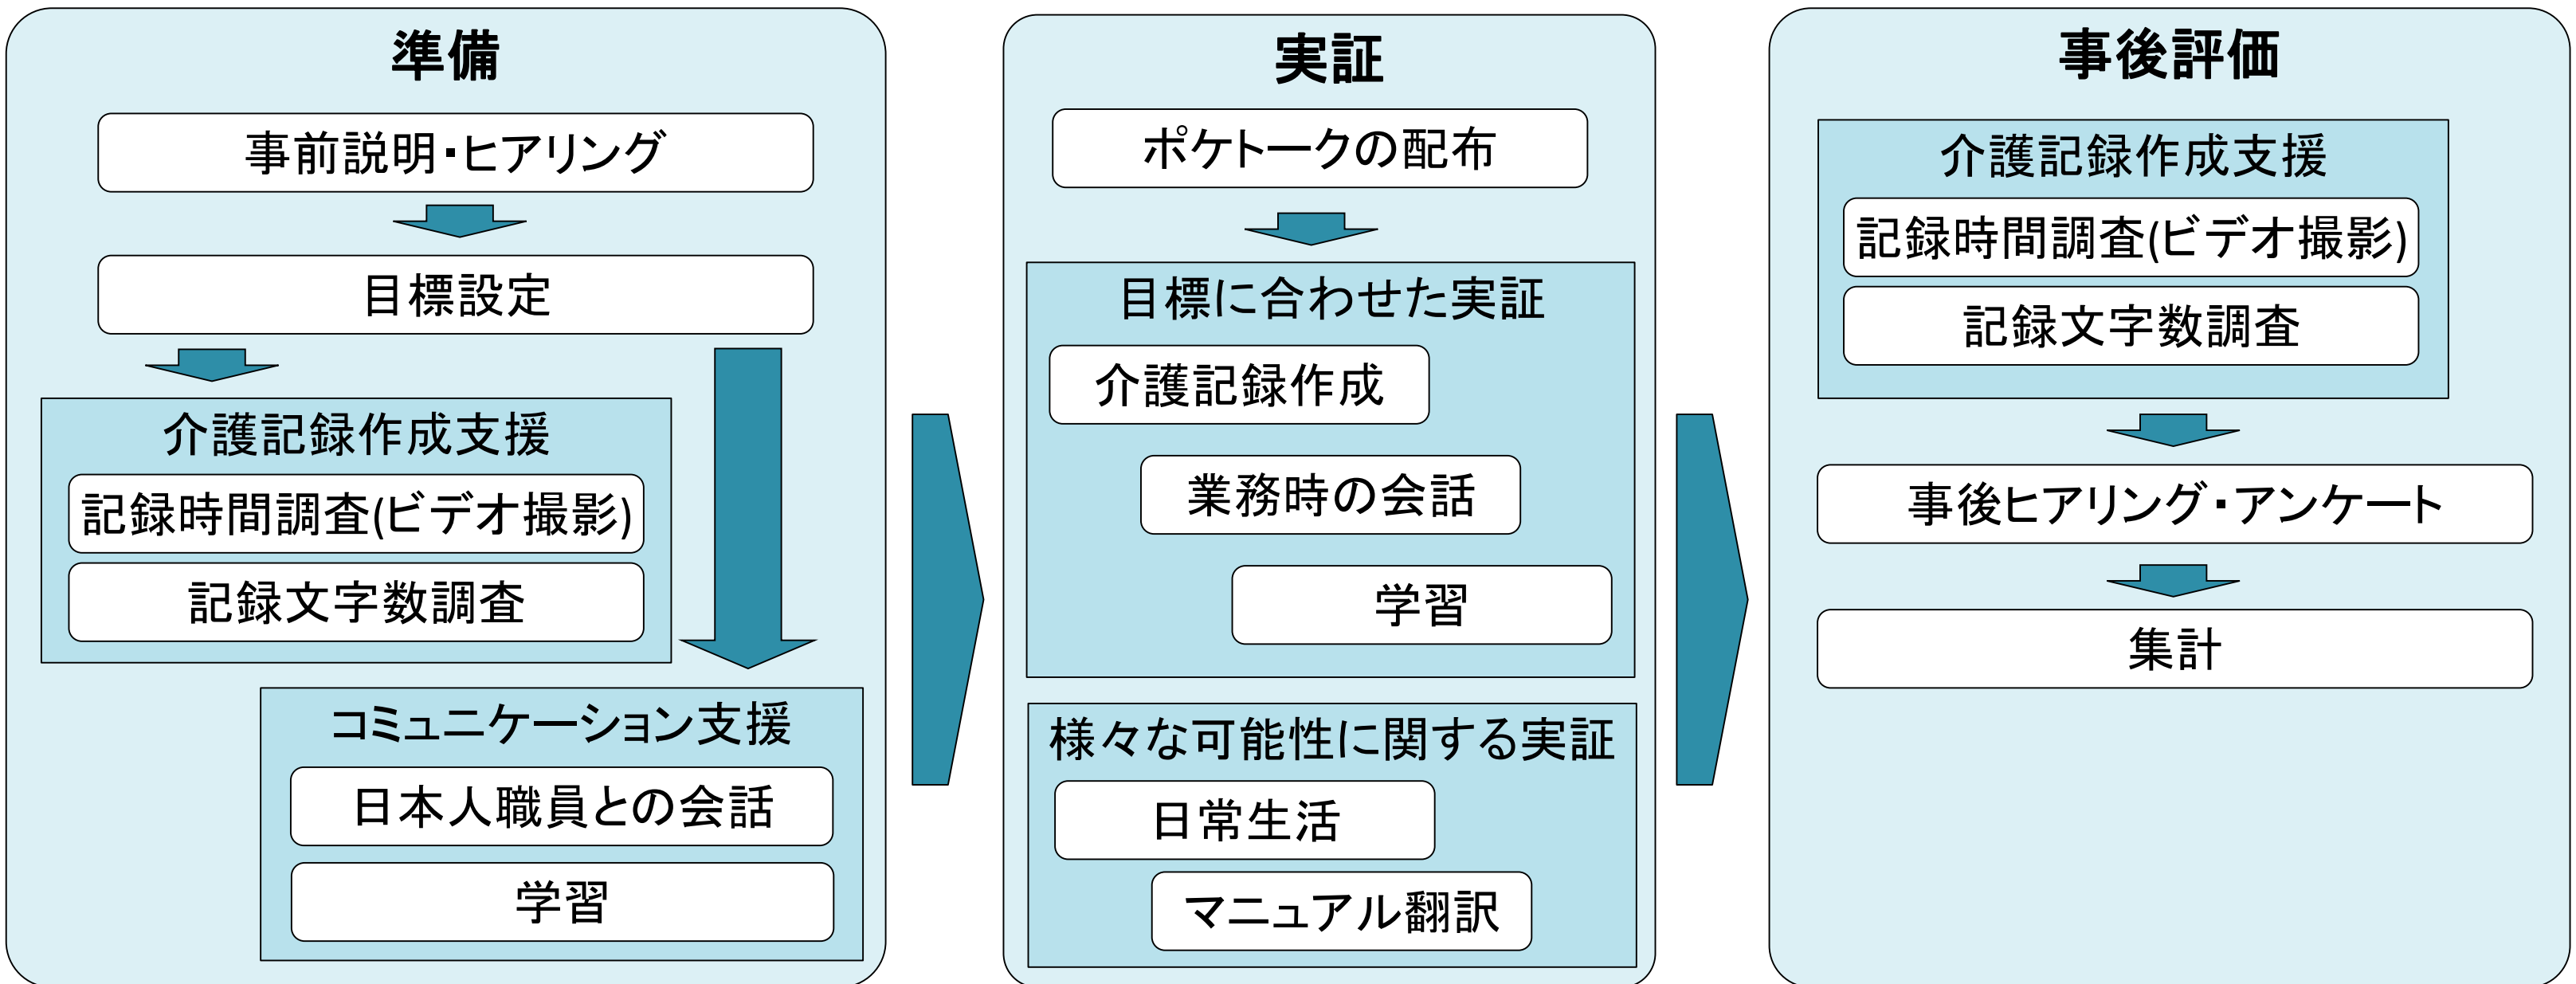 準備
事前説明・ヒアリング
目標設定
介護記録作成支援
記録時間調査(ビデオ撮影)
記録文字数調査
コミュニケーション支援
日本人職員との会話
学習
実証
ポケトークの配布
目標に合わせた実証
介護記録作成
業務時の会話
学習
様々な可能性に関する実証
日常生活
マニュアル翻訳
事後評価
介護記録作成支援
記録時間調査(ビデオ撮影)
記録文字数調査
事後ヒアリング・アンケート
集計